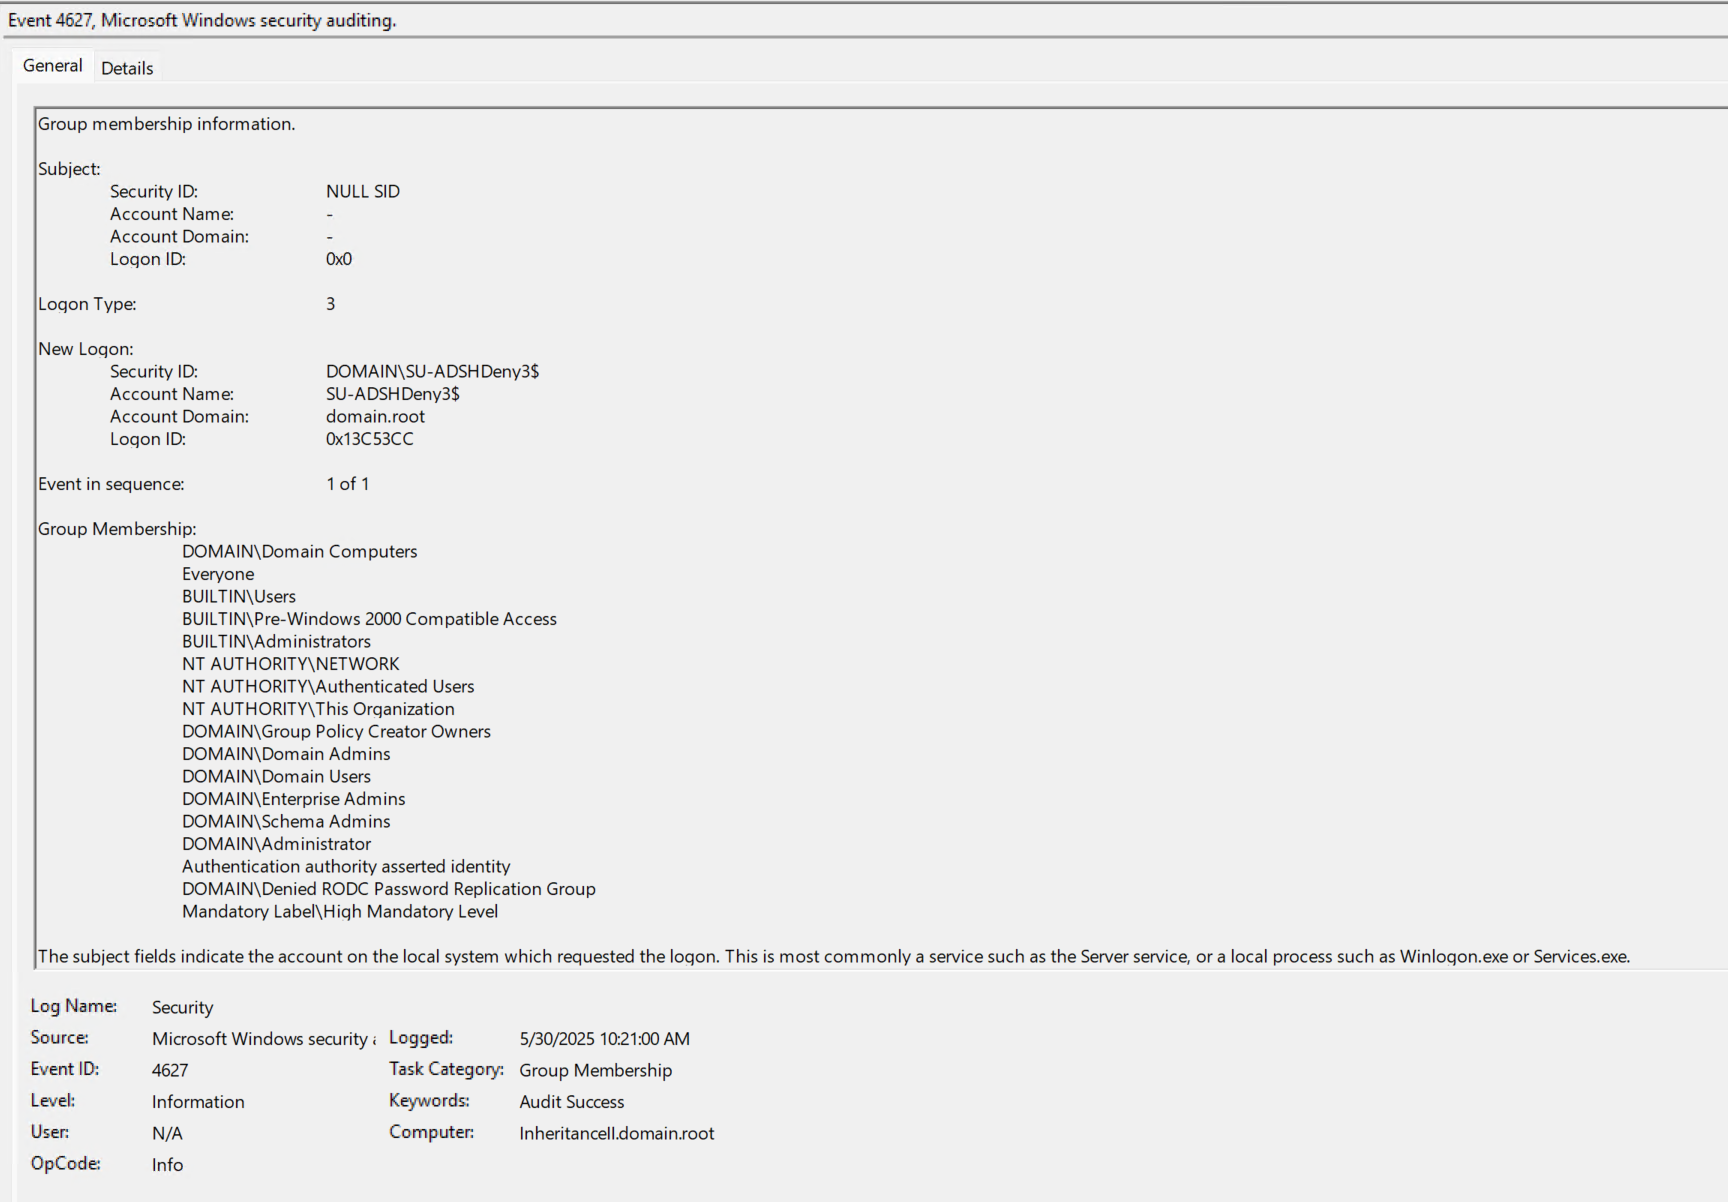 Event 4627, Microsoft Windows security auditing.
General Details
Group membership information.
Subject:
Security ID: NULL SID
Account Name: -
Account Domain: -
Logon ID: 0x0
Logon Type: 3
New Logon:
Security ID: DOMAIN\SU-ADSHDeny3$
Account Name: SU-ADSHDeny3$
Account Domain: domain.root
Logon ID: 0x13C53CC
Event in sequence: 1 of 1
Group Membership:
DOMAIN\Domain Computers
Everyone
BUILTIN\Users
BUILTIN\Pre-Windows 2000 Compatible Access
BUILTIN\Administrators
NT AUTHORITY\NETWORK
NT AUTHORITY\Authenticated Users
NT AUTHORITY\This Organization
DOMAIN\Group Policy Creator Owners
DOMAIN\Domain Admins
DOMAIN\Domain Users
DOMAIN\Enterprise Admins
DOMAIN\Schema Admins
DOMAIN\Administrator
Authentication authority asserted identity
DOMAIN\Denied RODC Password Replication Group
Mandatory Label\High Mandatory Level
The subject fields indicate the account on the local system which requested the logon. This is most commonly a service such as the Server service, or a local process such as Winlogon.exe or Services.exe.
Log Name: Security
Source: Microsoft Windows security Logged: 5/30/2025 10:21:00 AM
Event ID: 4627 Task Category: Group Membership
Level: Information Keywords: Audit Success
User: N/A Computer: Inheritancell.domain.root
OpCode: Info